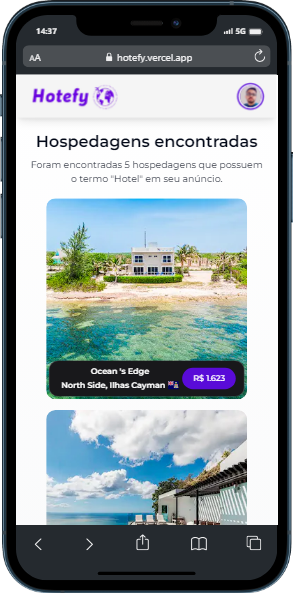 14:37
5G
AA
hotefy.vercel.app
Hotefy
Hospedagens encontradas
Foram encontradas 5 hospedagens que possuem
o termo "Hotel" em seu anúncio.
Ocean 's Edge
North Side, Ilhas Cayman
R$ 1.623